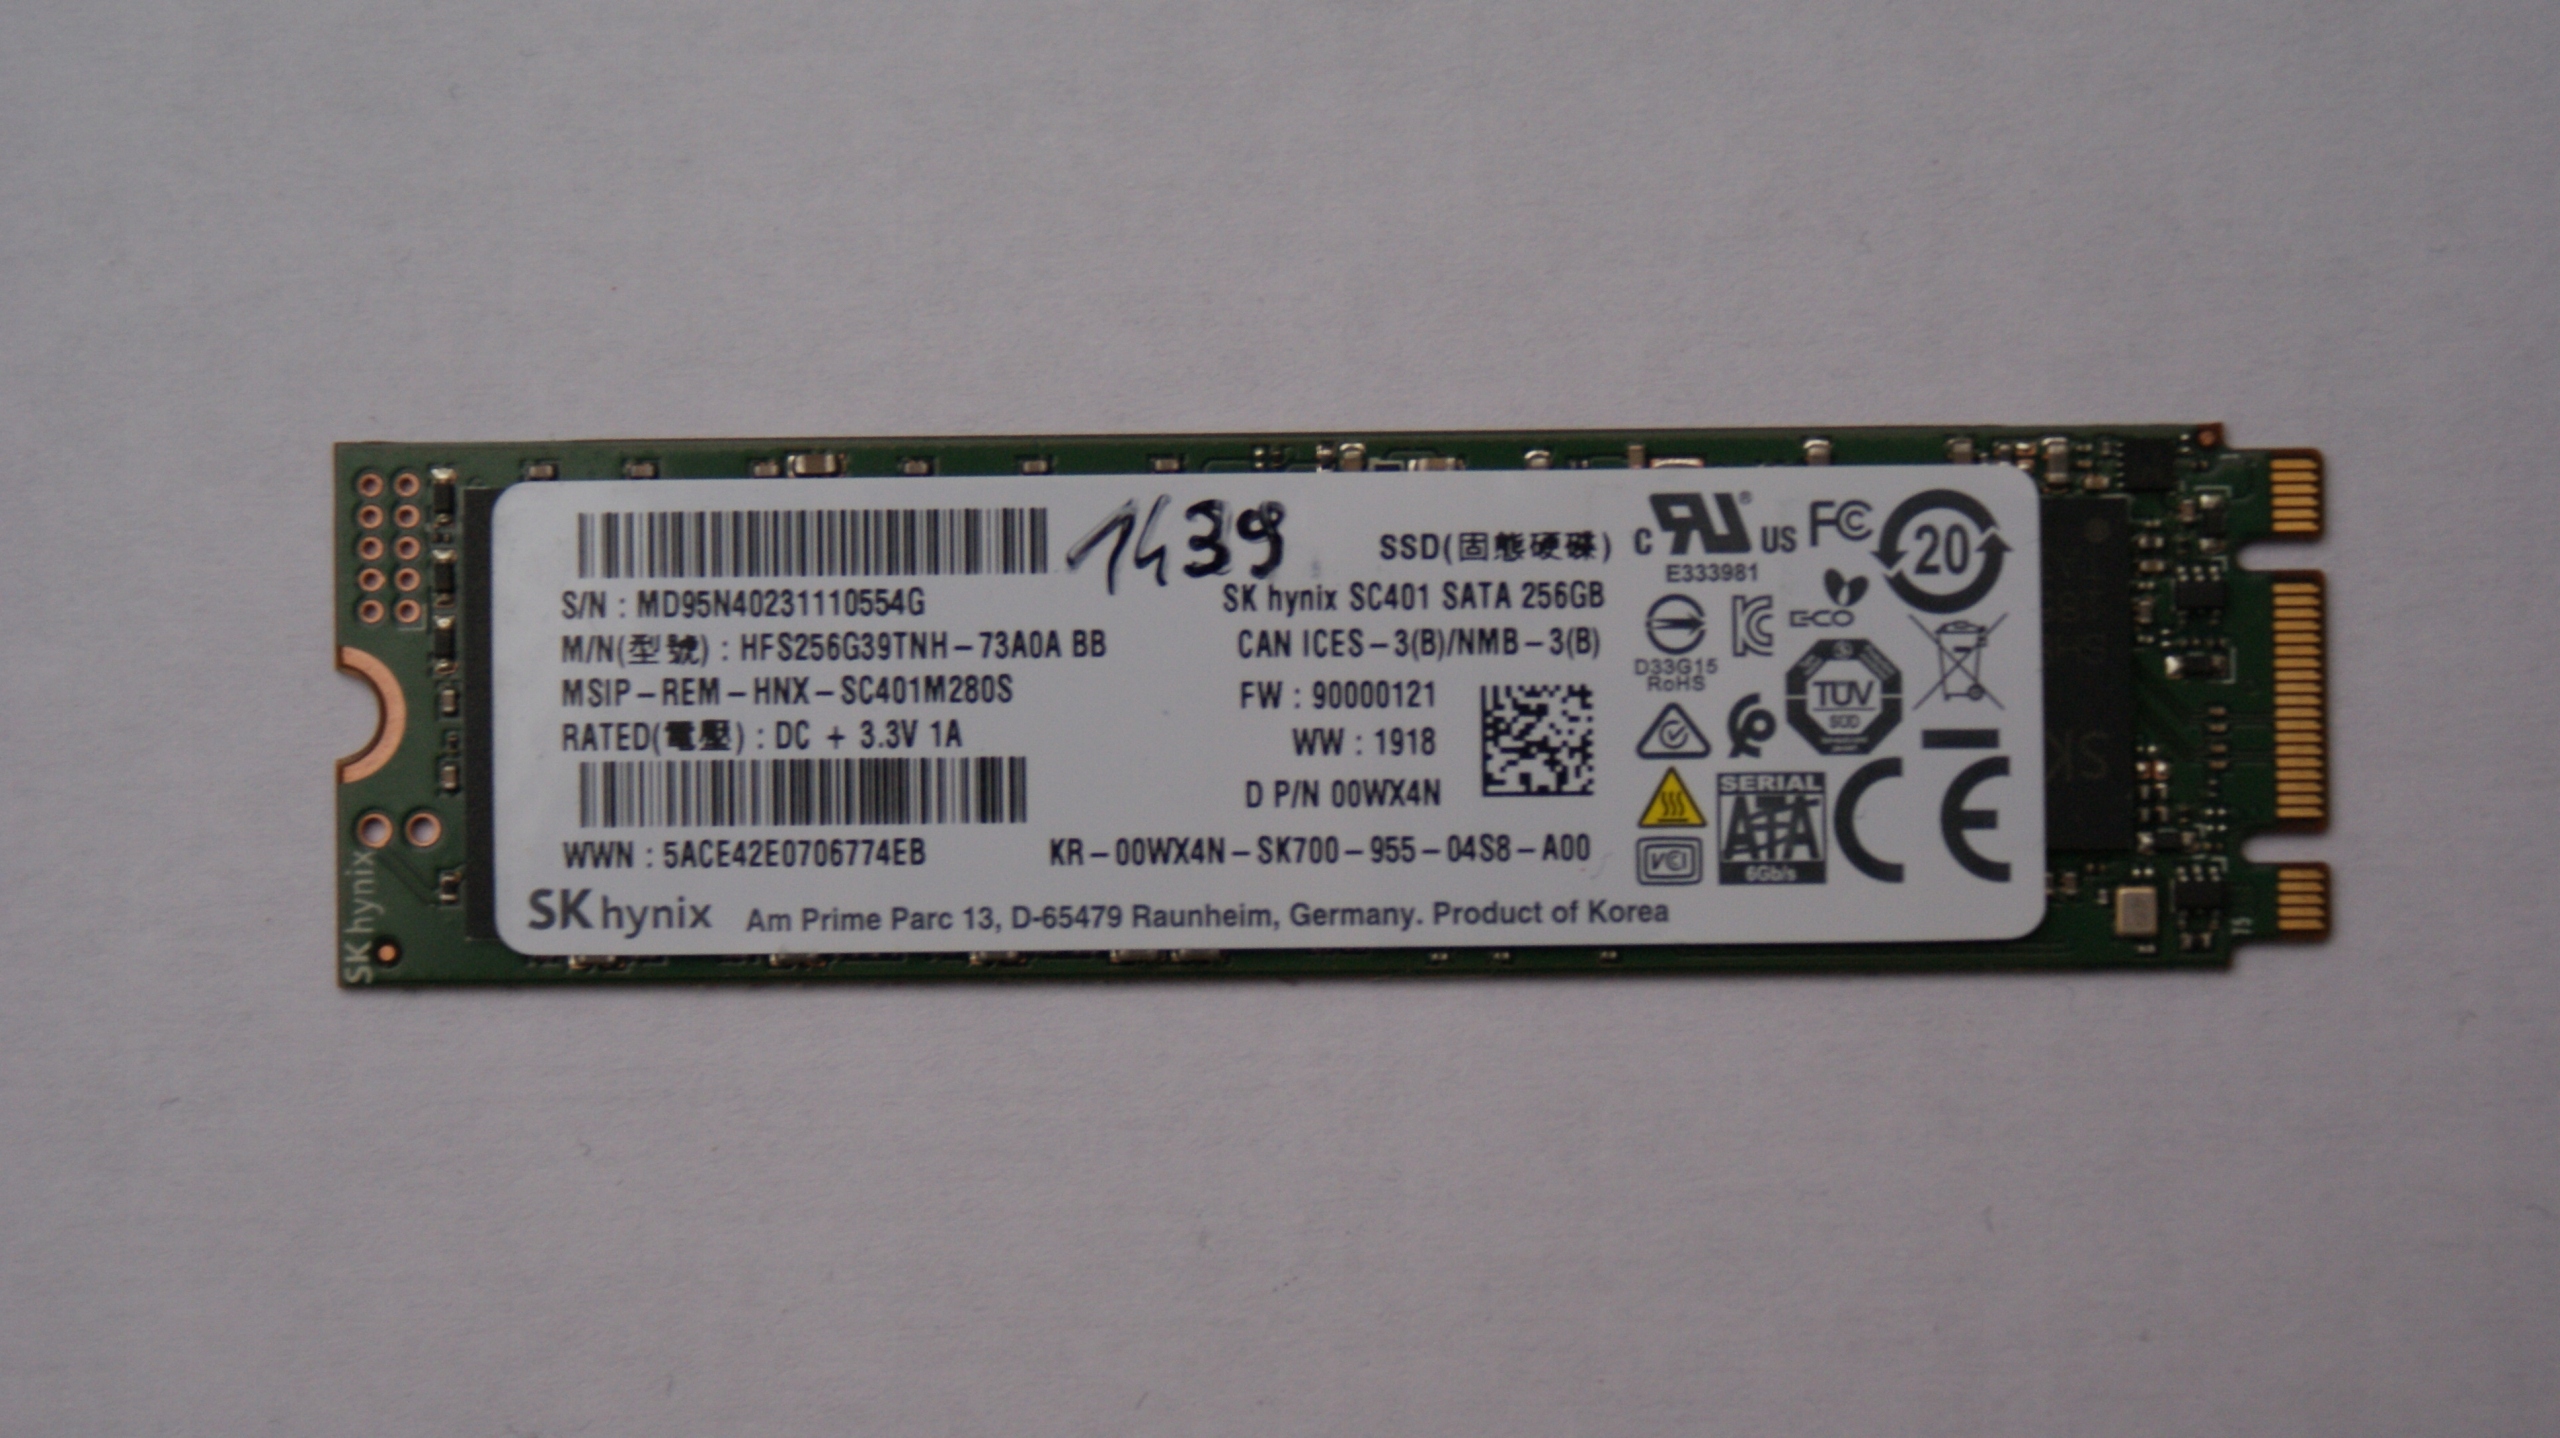 1439
SSD(固態硬碟)
S/N : MD95N40231110554G
SK hynix SC401 SATA 256GB
M/N(型號) : HFS256G39TNH-73A0A BB
CAN ICES-3(B)/NMB-3(B)
MSIP-REM-HNX-SC401M280S
FW : 90000121
RATED(電壓) : DC + 3.3V 1A
WW : 1918
D P/N 00WX4N
WWN : 5ACE42E0706774EB
KR-00WX4N-SK700-955-04S8-A00
SK hynix Am Prime Parc 13, D-65479 Raunheim, Germany. Product of Korea
C RU® US FC 20
E333981
ECO
D33G15
RoHS
TÜV
SÜD
SERIAL
ATA
6Gb/s
VCI
CE
SK hynix